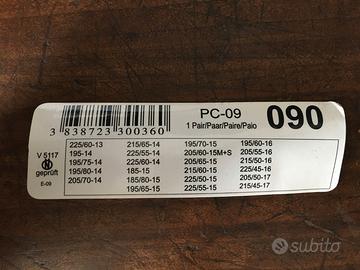 3 838723 300360
PC-09
1 Pair/Paar/Paire/Paio
090
V 5117
N
geprüft
E-09
225/60-13
195-14
195/75-14
195/80-14
205/70-14
215/65-14
225/55-14
225/60-14
185-15
185/80-15
195/65-15
195/70-15
205/60-15M+S
205/65-15
215/60-15
225/50-15
225/55-15
195/60-16
205/50-16
205/55-16
225/45-16
205/50-17
215/45-17
subito